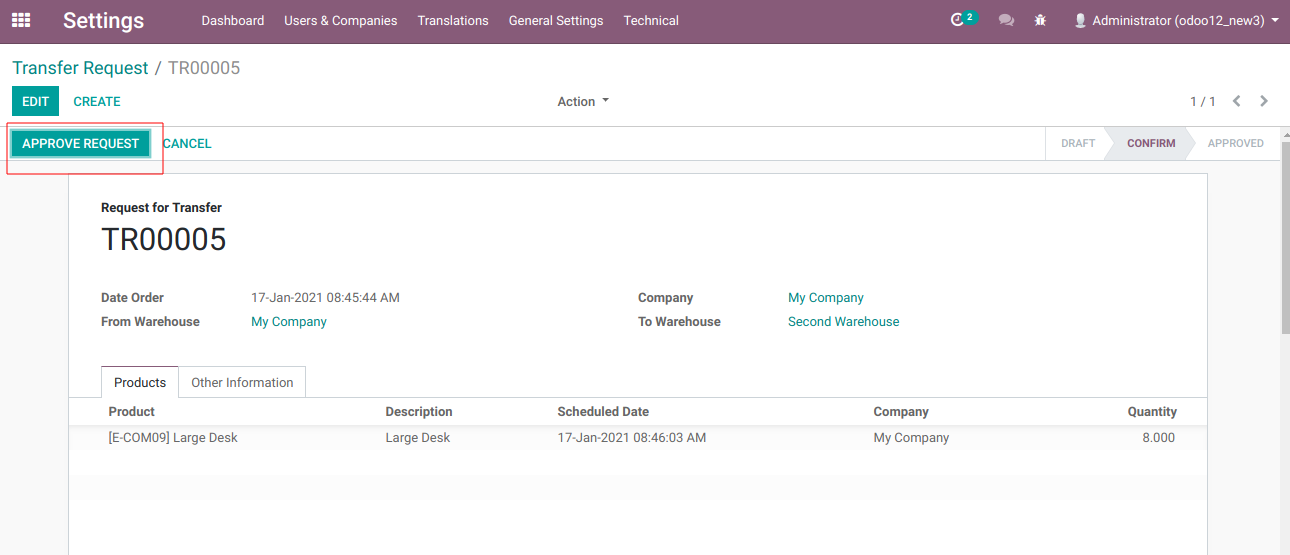 Settings Dashboard Users & Companies Translations General Settings Technical 2 Administrator (odoo12_new3)
Transfer Request / TR00005
EDIT CREATE Action 1 / 1
APPROVE REQUEST CANCEL DRAFT CONFIRM APPROVED
Request for Transfer
TR00005
Date Order 17-Jan-2021 08:45:44 AM Company My Company
From Warehouse My Company To Warehouse Second Warehouse
Products Other Information
Product Description Scheduled Date Company Quantity
[E-COM09] Large Desk Large Desk 17-Jan-2021 08:46:03 AM My Company 8.000